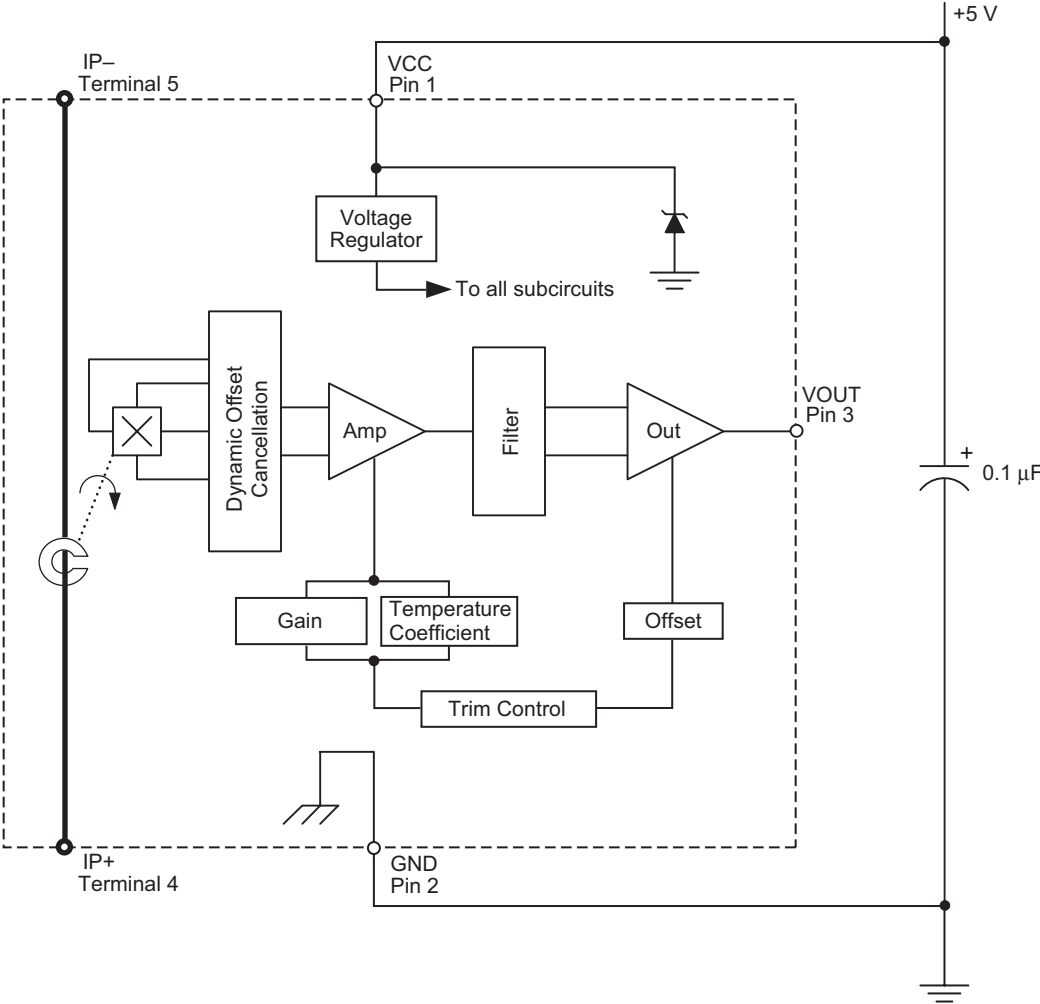 +5 V
IP–
Terminal 5
VCC
Pin 1
Voltage
Regulator
To all subcircuits
Dynamic Offset
Cancellation
Amp
Filter
Out
VOUT
Pin 3
+
0.1 µF
Gain
Temperature
Coefficient
Offset
Trim Control
IP+
Terminal 4
GND
Pin 2